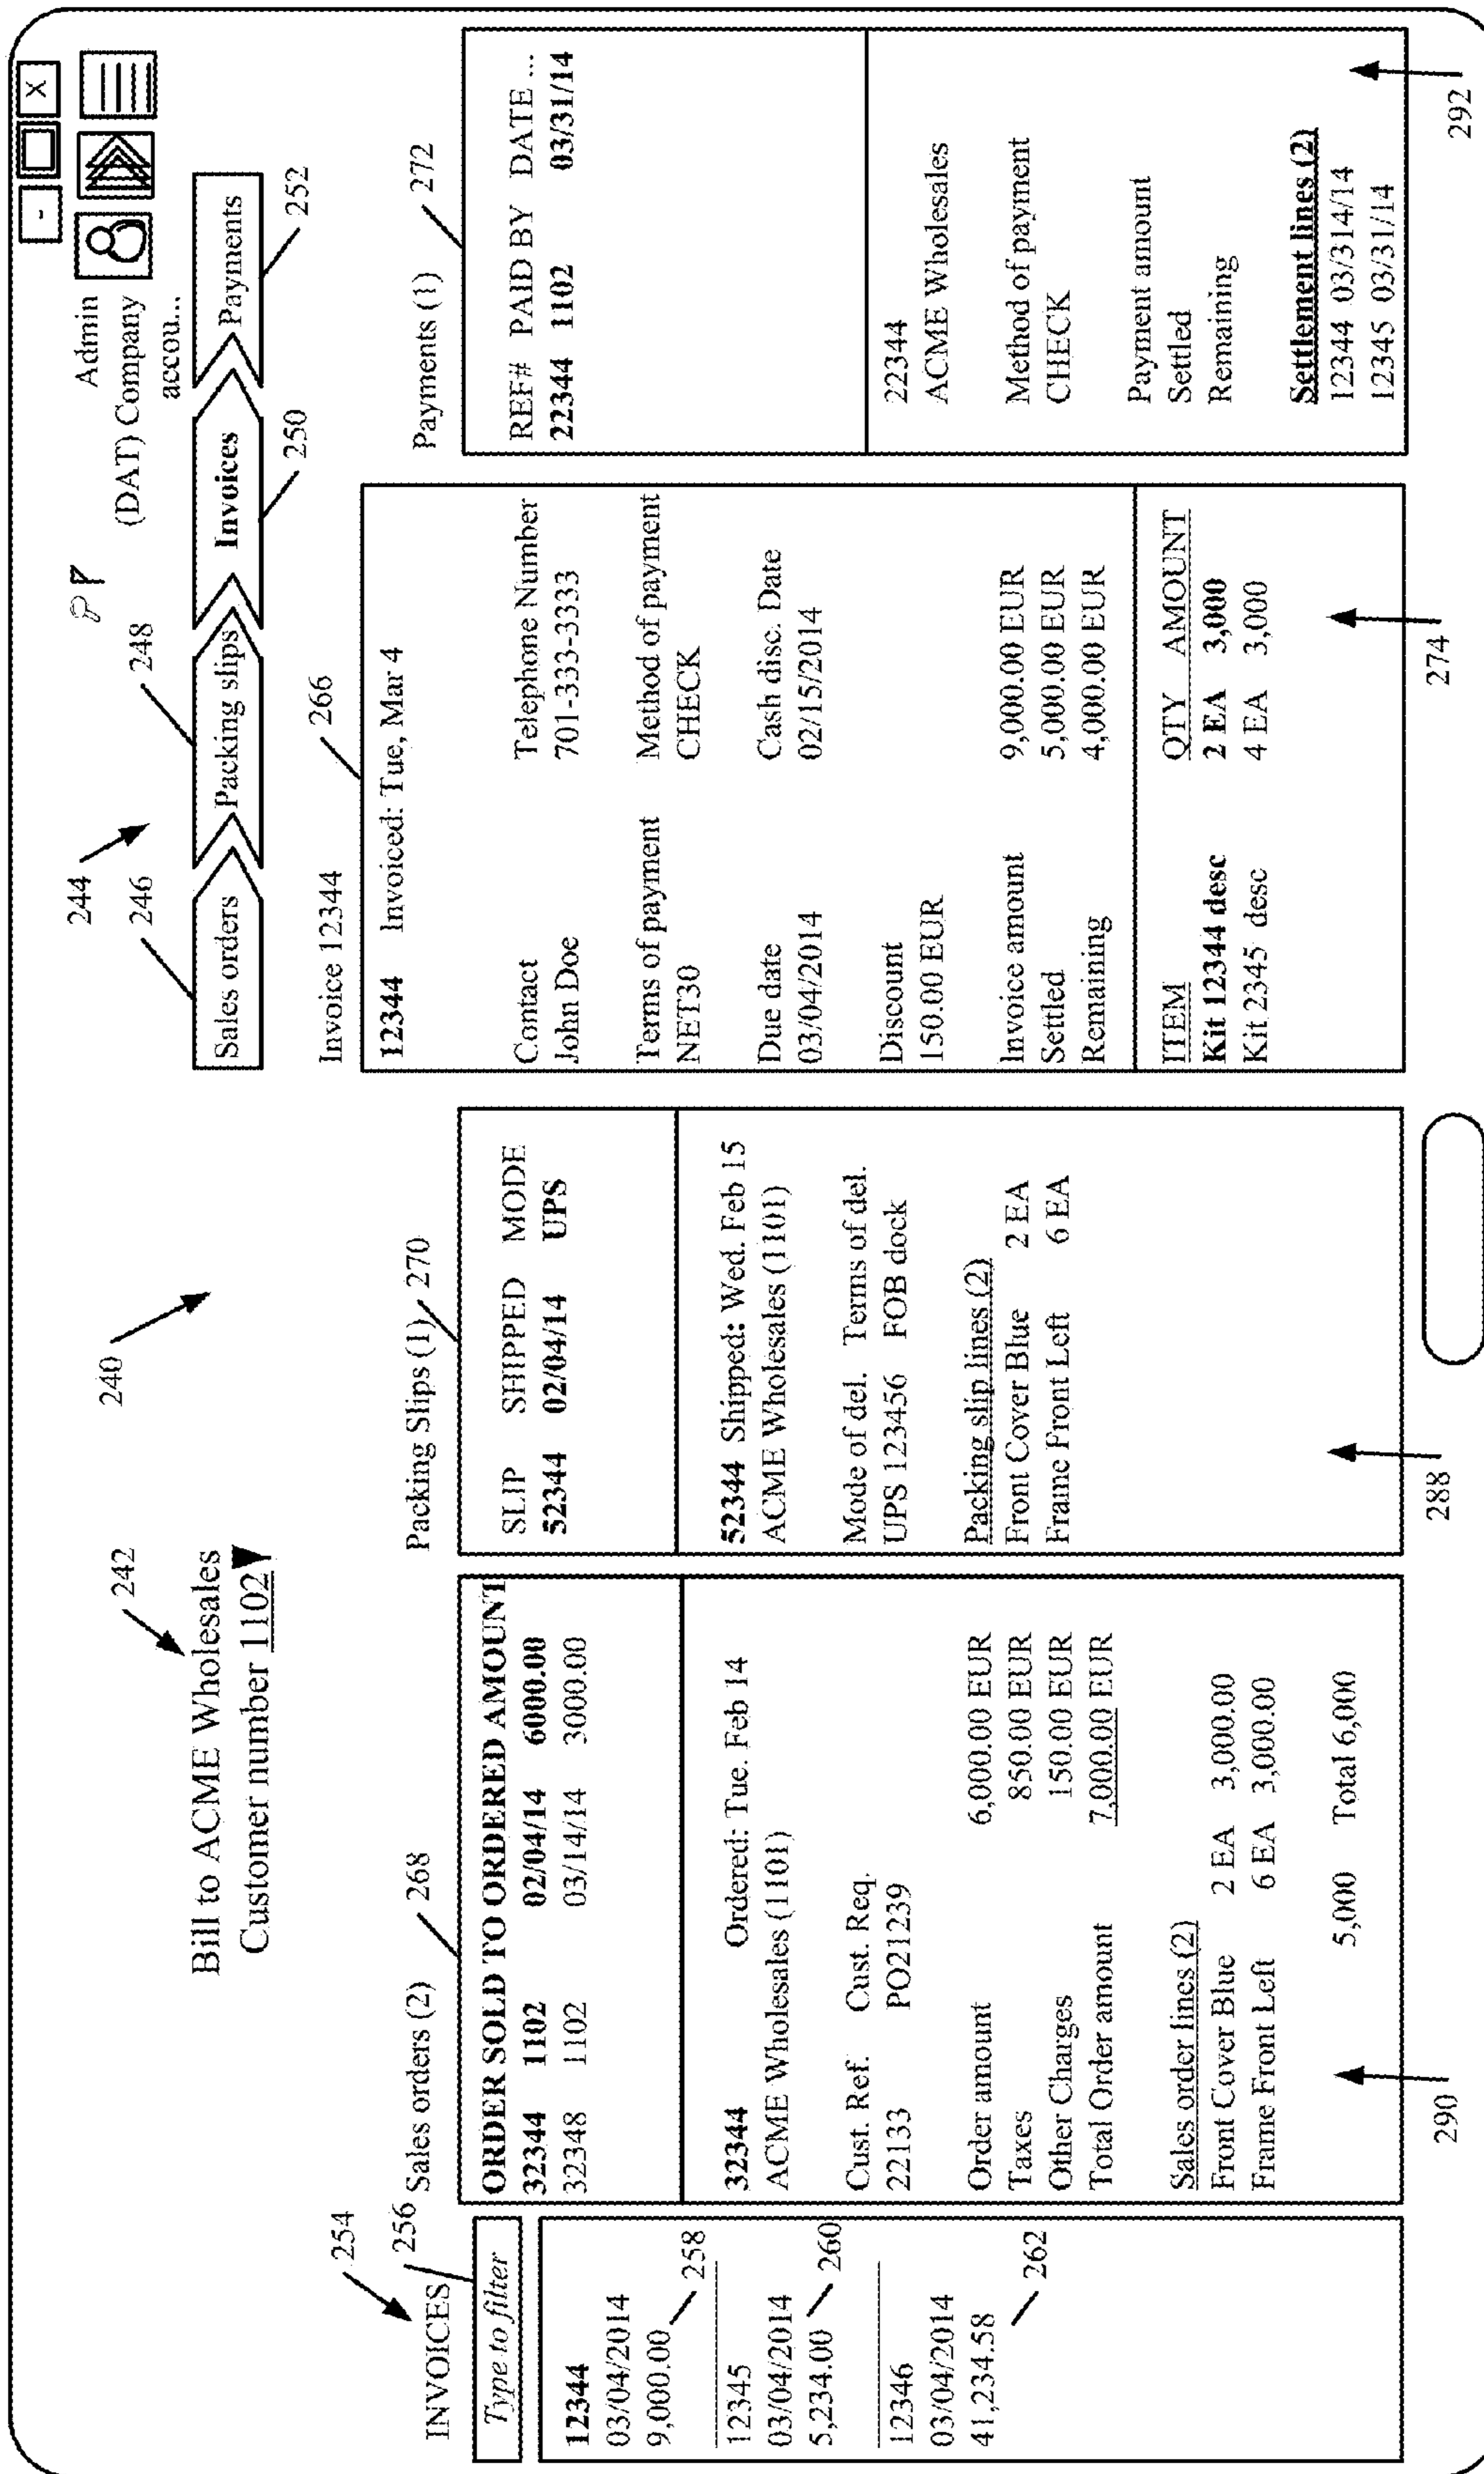 - X
Admin
(DAT) Company
accou...
240
242
Bill to ACME Wholesales
Customer number 1102
244
246
248
Sales orders
Packing slips
Invoices
Payments
250
252
254
INVOICES
256
Type to filter
12344
03/04/2014
9,000.00
258
12345
03/04/2014
5,234.00
260
12346
03/04/2014
41,234.58
262
Sales orders (2)
268
ORDER SOLD TO ORDERED AMOUNT
32344 1102 02/04/14 6000.00
32348 1102 03/14/14 3000.00
32344 Ordered: Tue. Feb 14
ACME Wholesales (1101)
Cust. Ref. Cust. Req.
22133 PO21239
Order amount 6,000.00 EUR
Taxes 850.00 EUR
Other Charges 150.00 EUR
Total Order amount 7,000.00 EUR
Sales order lines (2)
Front Cover Blue 2 EA 3,000.00
Frame Front Left 6 EA 3,000.00
5,000 Total 6,000
290
Packing Slips (1)
270
SLIP SHIPPED MODE
52344 02/04/14 UPS
52344 Shipped: Wed. Feb 15
ACME Wholesales (1101)
Mode of del. Terms of del.
UPS 123456 FOB dock
Packing slip lines (2)
Front Cover Blue 2 EA
Frame Front Left 6 EA
288
Invoice 12344
266
12344 Invoiced: Tue, Mar 4
Contact Telephone Number
John Doe 701-333-3333
Terms of payment Method of payment
NET30 CHECK
Due date Cash disc. Date
03/04/2014 02/15/2014
Discount
150.00 EUR
Invoice amount 9,000.00 EUR
Settled 5,000.00 EUR
Remaining 4,000.00 EUR
ITEM QTY AMOUNT
Kit 12344 desc 2 EA 3,000
Kit 2345 desc 4 EA 3,000
274
Payments (1)
272
REF# PAID BY DATE ...
22344 1102 03/31/14
22344
ACME Wholesales
Method of payment
CHECK
Payment amount
Settled
Remaining
Settlement lines (2)
12344 03/314/14
12345 03/31/14
292